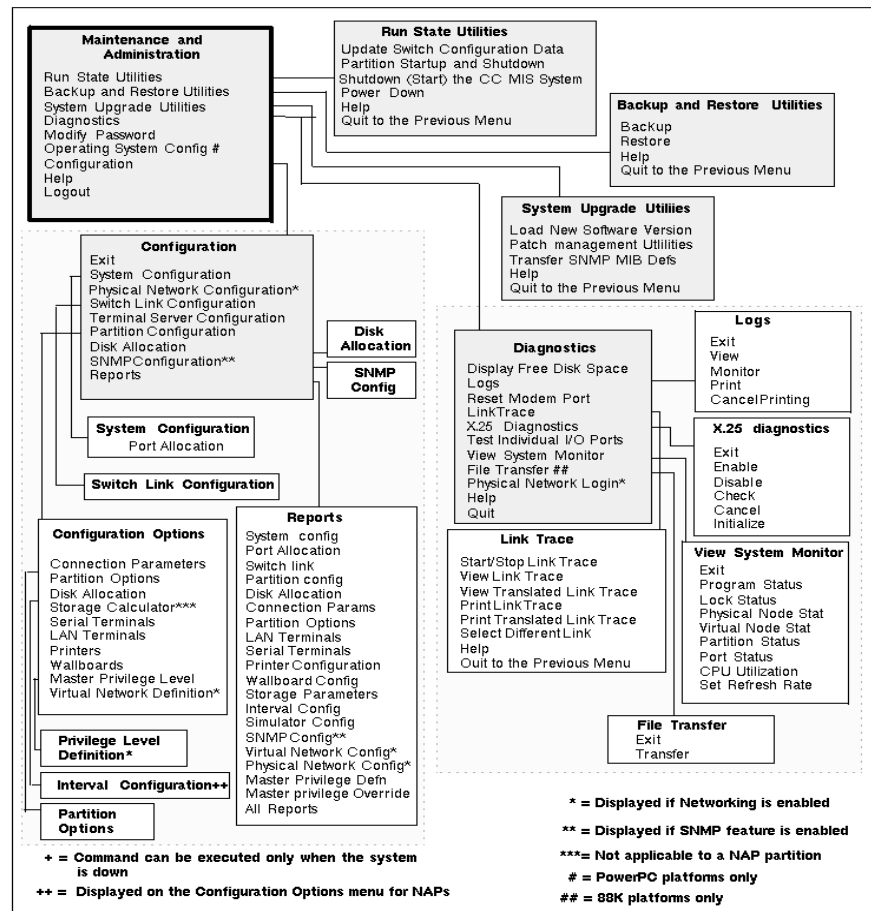 Maintenance and
Administration
Run State Utilities
Backup and Restore Utilities
System Upgrade Utilities
Diagnostics
Modify Password
Operating System Config #
Configuration
Help
Logout
Run State Utilities
Update Switch Configuration Data
Partition Startup and Shutdown
Shutdown (Start) the CC MIS System
Power Down
Help
Quit to the Previous Menu
Backup and Restore Utilities
Backup
Restore
Help
Quit to the Previous Menu
System Upgrade Utiliies
Load New Software Version
Patch management Utlilities
Transfer SNMP MIB Defs
Help
Quit to the Previous Menu
Configuration
Exit
System Configuration
Physical Network Configuration*
Switch Link Configuration
Terminal Server Configuration
Partition Configuration
Disk Allocation
SNMPConfiguration**
Reports
Disk
Allocation
SNMP
Config
System Configuration
Port Allocation
Switch Link Configuration
Configuration Options
Connection Parameters
Partition Options
Disk Allocation
Storage Calculator***
Serial Terminals
LAN Terminals
Printers
Wallboards
Master Privilege Level
Virtual Network Definition*
Privilege Level
Definition*
Interval Configuration++
Partition
Options
Reports
System config
Port Allocation
Switch link
Partition config
Disk Allocation
Connection Params
Partition Options
LAN Terminals
Serial Terminals
Printer Configuration
Wallboard Config
Storage Parameters
Interval Config
Simulator Config
SNMPConfig**
Virtual Network Config*
Physical Network Config*
Master Privilege Defn
Master privilege Override
All Reports
Diagnostics
Display Free Disk Space
Logs
Reset Modem Port
LinkTrace
X.25 Diagnostics
Test Individual I/O Ports
View System Monitor
File Transfer ##
Physical Network Login*
Help
Quit
Logs
Exit
View
Monitor
Print
CancelPrinting
X.25 diagnostics
Exit
Enable
Disable
Check
Cancel
Initialize
Link Trace
Start/Stop Link Trace
View Link Trace
View Translated Link Trace
Print Link Trace
Print Translated Link Trace
Select Different Link
Help
Quit to the Previous Menu
View System Monitor
Exit
Program Status
Lock Status
Physical Node Stat
Virtual Node Stat
Partition Status
Port Status
CPU Utilization
Set Refresh Rate
File Transfer
Exit
Transfer
+ = Command can be executed only when the system
is down
++ = Displayed on the Configuration Options menu for NAPs
* = Displayed if Networking is enabled
** = Displayed if SNMP feature is enabled
***= Not applicable to a NAP partition
# = PowerPC platforms only
## = 88K platforms only